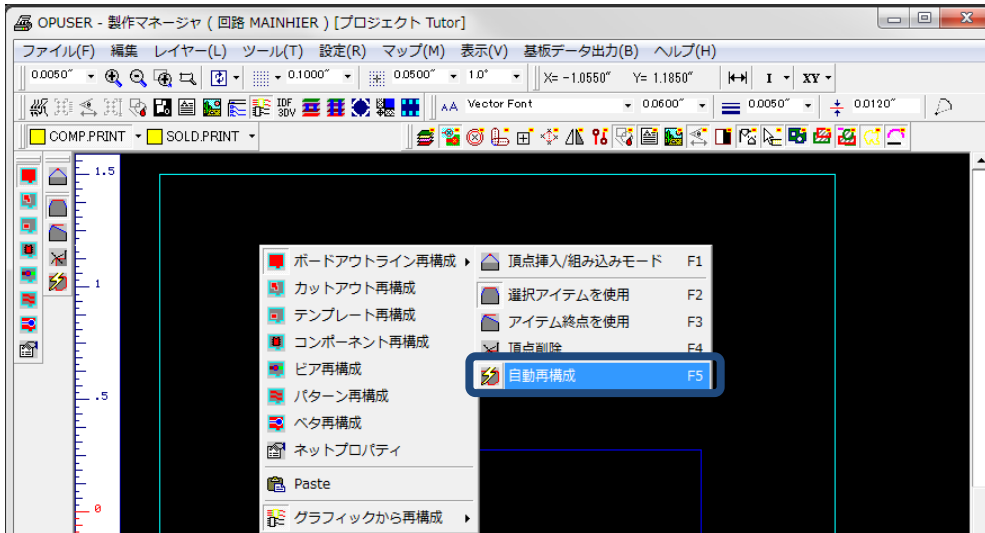 OPUSER - 製作マネージャ ( 回路 MAINHIER ) [プロジェクト Tutor]
ファイル(F) 編集 レイヤー(L) ツール(T) 設定(R) マップ(M) 表示(V) 基板データ出力(B) ヘルプ(H)
0.0050" 0.1000" 0.0500" 1.0° X= -1.0550" Y= 1.1850" I XY
IDF 3DV AA Vector Font 0.0600" 0.0050" 0.0120"
COMP.PRINT SOLD.PRINT
1.5
ボードアウトライン再構成 頂点挿入/組み込みモード F1
カットアウト再構成 選択アイテムを使用 F2
1
テンプレート再構成 アイテム終点を使用 F3
コンポーネント再構成 頂点削除 F4
ビア再構成 自動再構成 F5
.5
パターン再構成
ベタ再構成
ネットプロパティ
Paste
0
グラフィックから再構成